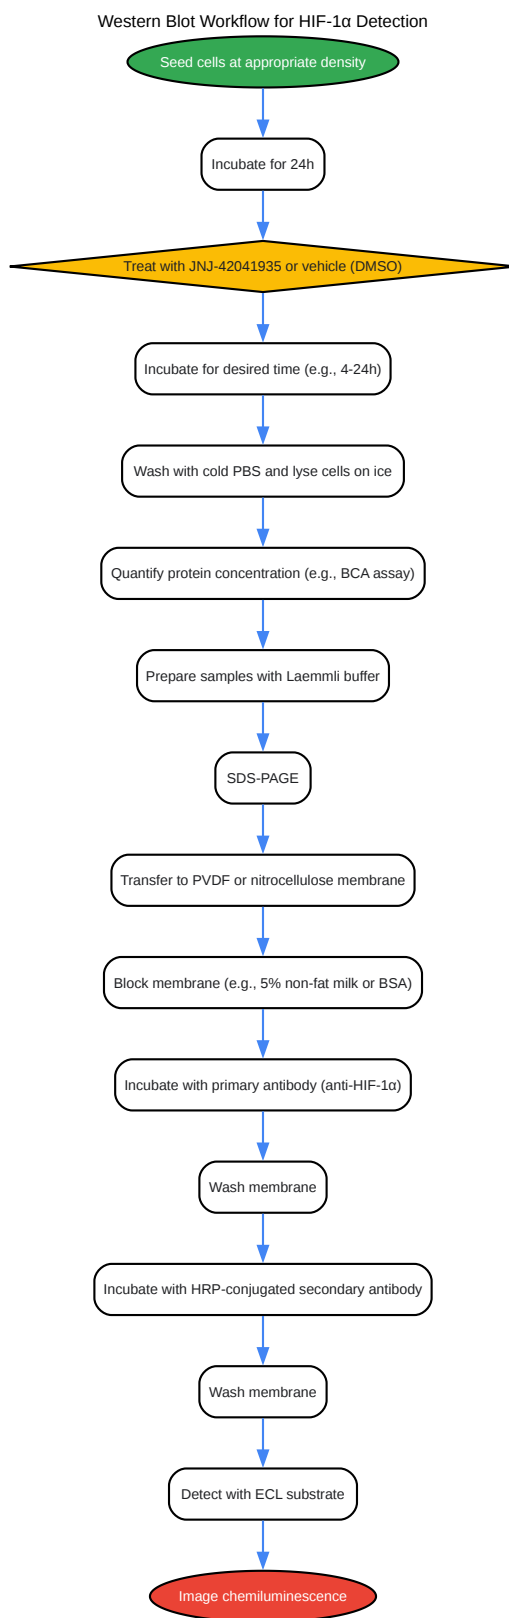 Western Blot Workflow for HIF-1α Detection
Seed cells at appropriate density
Incubate for 24h
Treat with JNJ-42041935 or vehicle (DMSO)
Incubate for desired time (e.g., 4-24h)
Wash with cold PBS and lyse cells on ice
Quantify protein concentration (e.g., BCA assay)
Prepare samples with Laemmli buffer
SDS-PAGE
Transfer to PVDF or nitrocellulose membrane
Block membrane (e.g., 5% non-fat milk or BSA)
Incubate with primary antibody (anti-HIF-1α)
Wash membrane
Incubate with HRP-conjugated secondary antibody
Wash membrane
Detect with ECL substrate
Image chemiluminescence